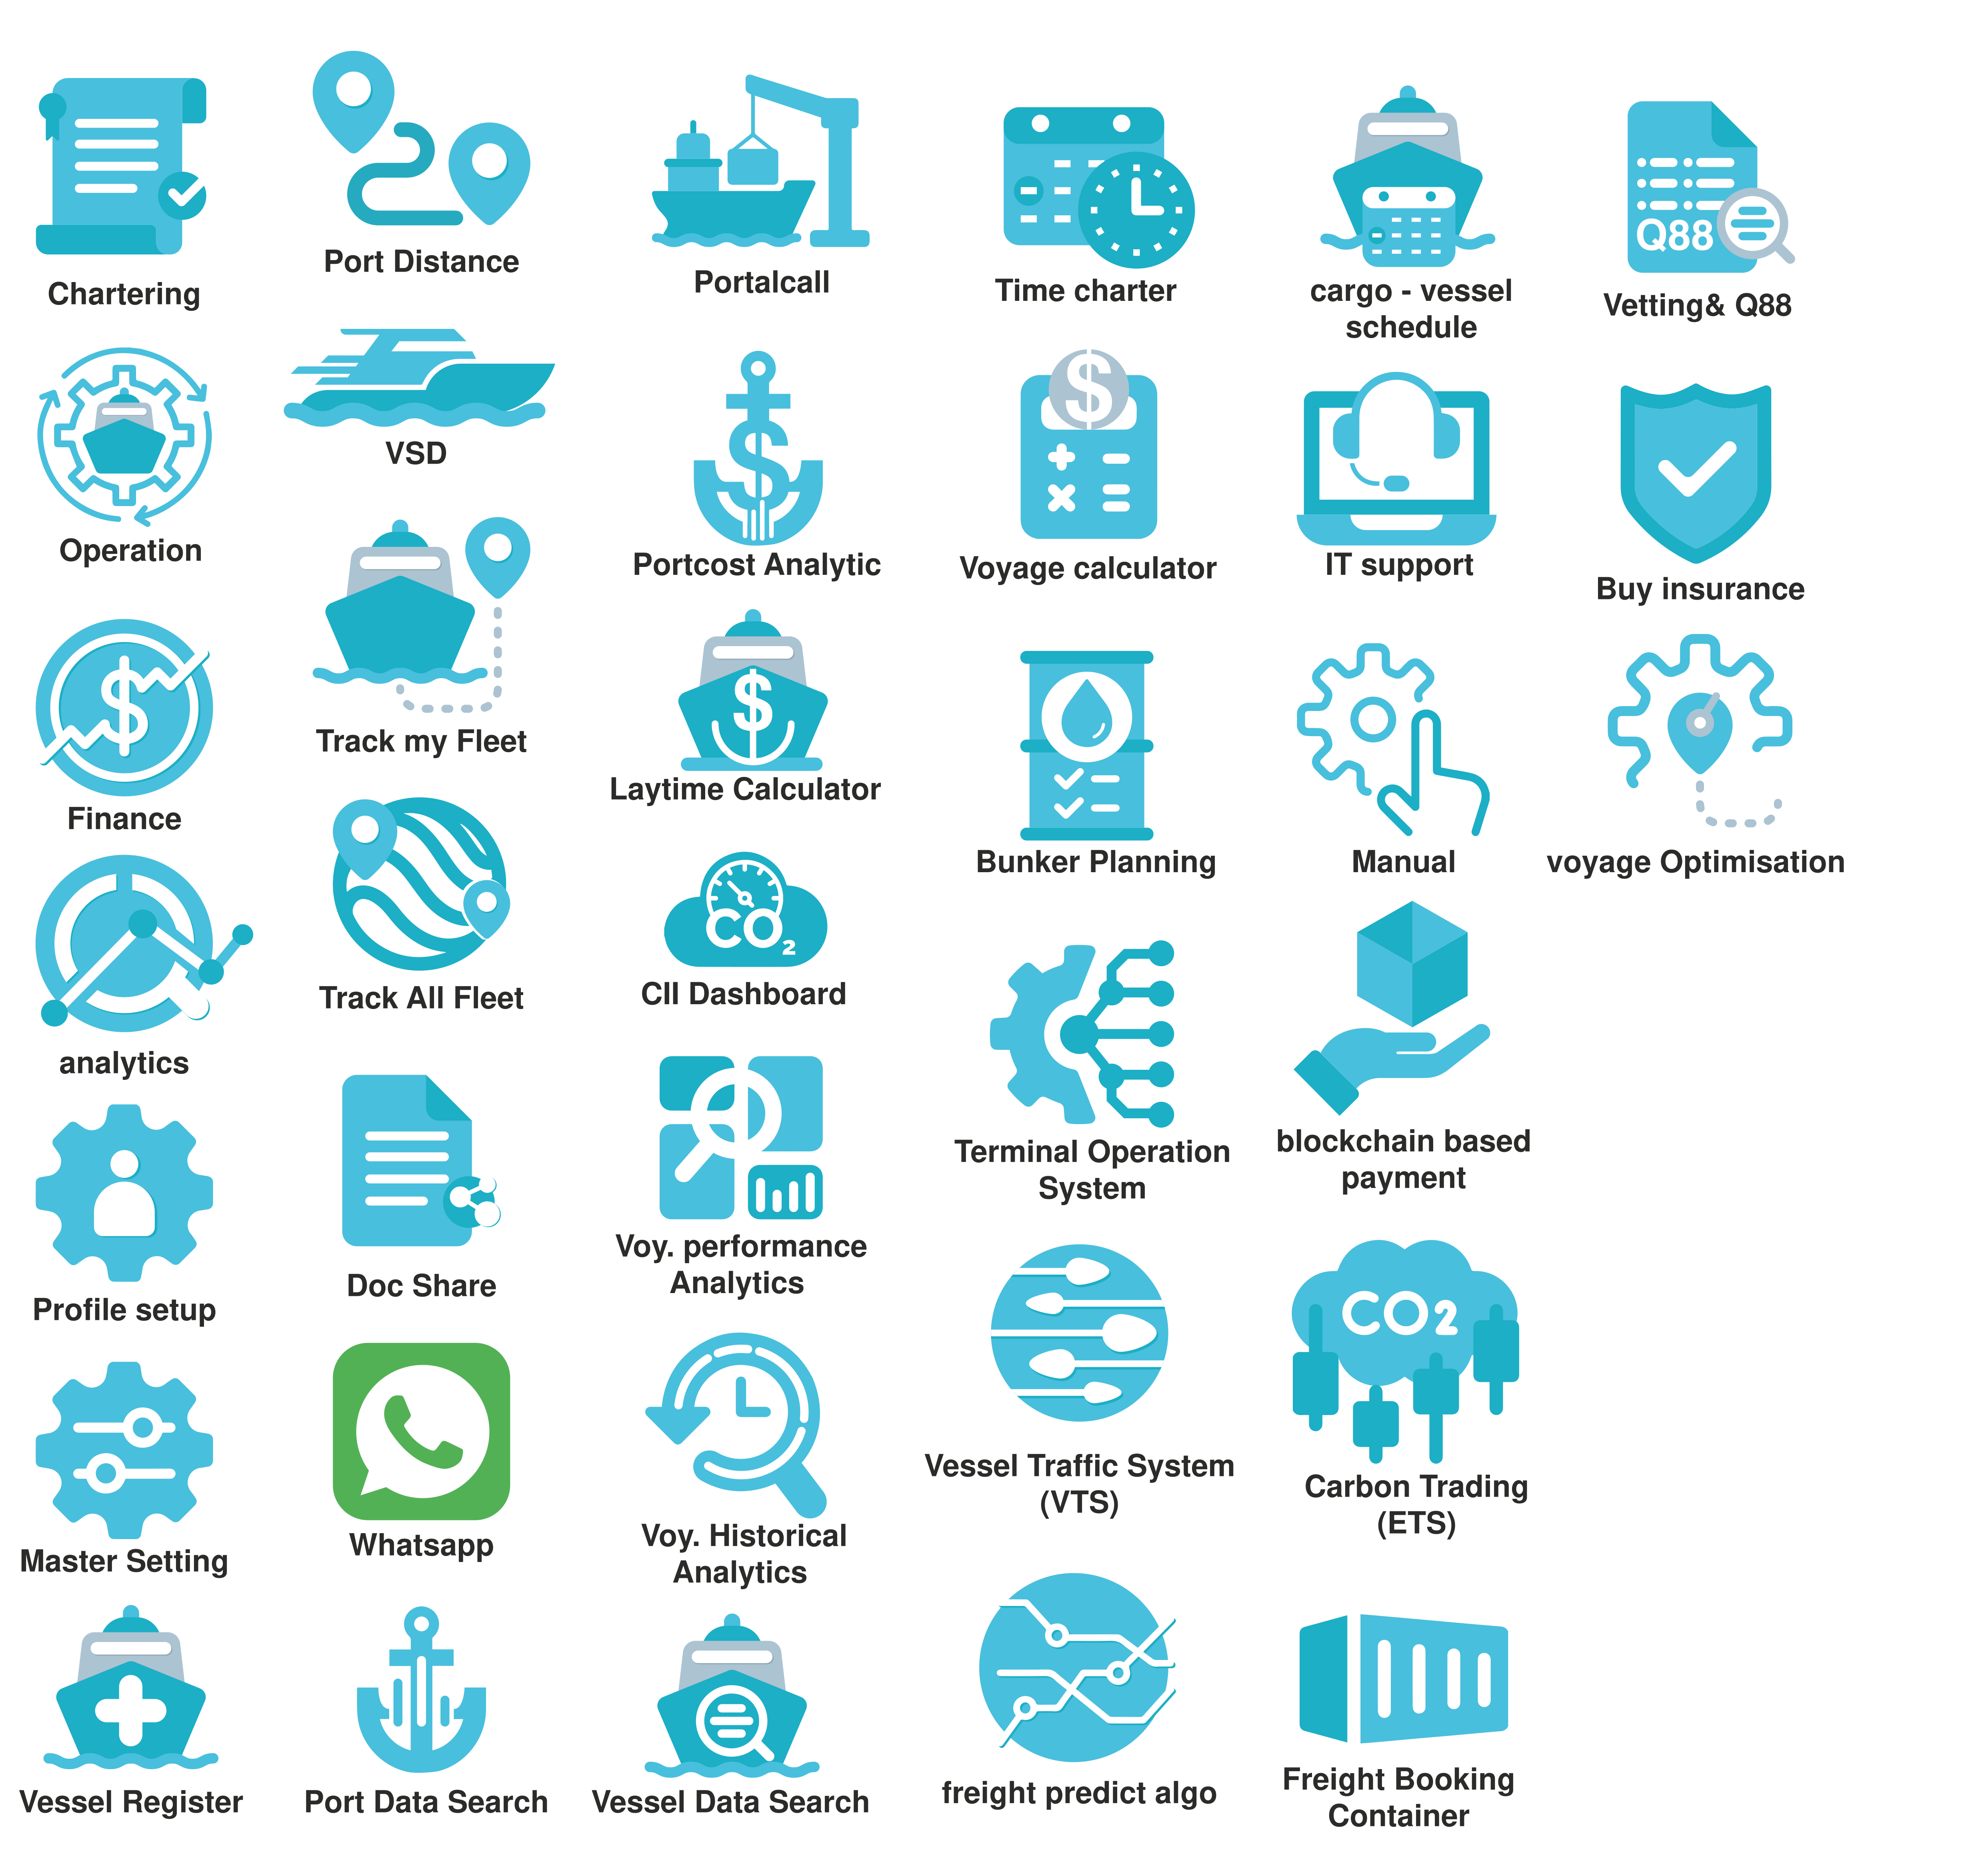 Chartering
Port Distance
Portalcall
Time charter
cargo - vessel
schedule
Q88
Vetting& Q88
Operation
VSD
$
Portcost Analytic
$
Voyage calculator
IT support
Buy insurance
$
Finance
Track my Fleet
$
Laytime Calculator
Bunker Planning
Manual
voyage Optimisation
analytics
Track All Fleet
CO₂
CII Dashboard
Terminal Operation
System
blockchain based
payment
Profile setup
Doc Share
Voy. performance
Analytics
Vessel Traffic System
(VTS)
CO₂
Carbon Trading
(ETS)
Master Setting
Whatsapp
Voy. Historical
Analytics
Vessel Register
Port Data Search
Vessel Data Search
freight predict algo
Freight Booking
Container